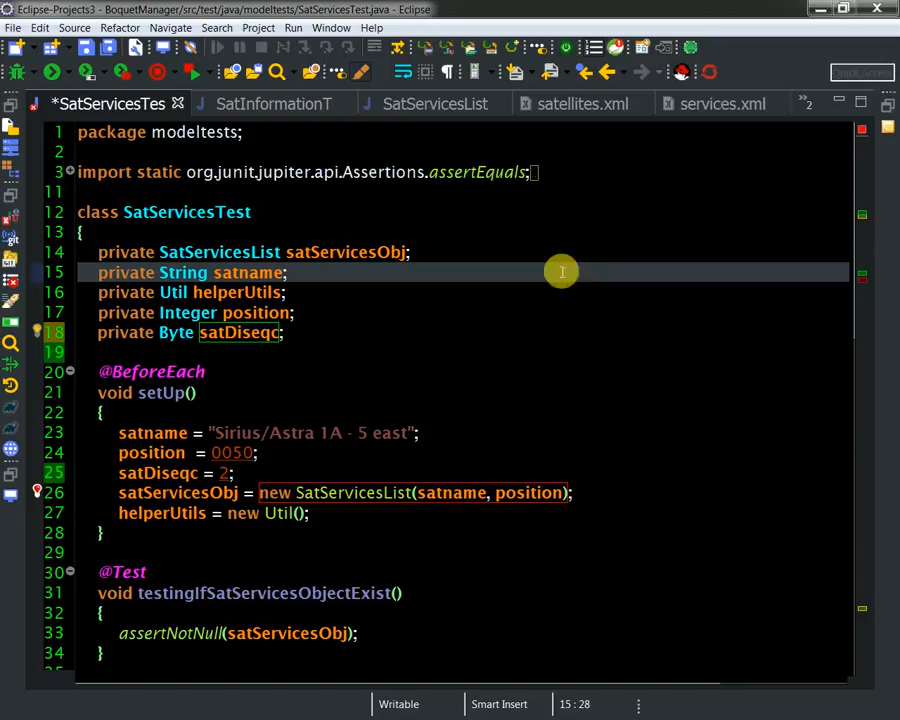 Eclipse-Projects3 - BoquetManager/src/test/java/modeltests/SatServicesTest.java - Eclipse
File Edit Source Refactor Navigate Search Project Run Window Help
Quick Access
*SatServicesTes SatInformationT SatServicesList satellites.xml services.xml »2
1 package modeltests;
2
3 import static org.junit.jupiter.api.Assertions.assertEquals;
11
12 class SatServicesTest
13 {
14 private SatServicesList satServicesObj;
15 private String satname;
16 private Util helperUtils;
17 private Integer position;
18 private Byte satDiseqc;
19
20 @BeforeEach
21 void setUp()
22 {
23 satname = "Sirius/Astra 1A - 5 east";
24 position = 0050;
25 satDiseqc = 2;
26 satServicesObj = new SatServicesList(satname, position);
27 helperUtils = new Util();
28 }
29
30 @Test
31 void testingIfSatServicesObjectExist()
32 {
33 assertNotNull(satServicesObj);
34 }
Writable Smart Insert 15 : 28